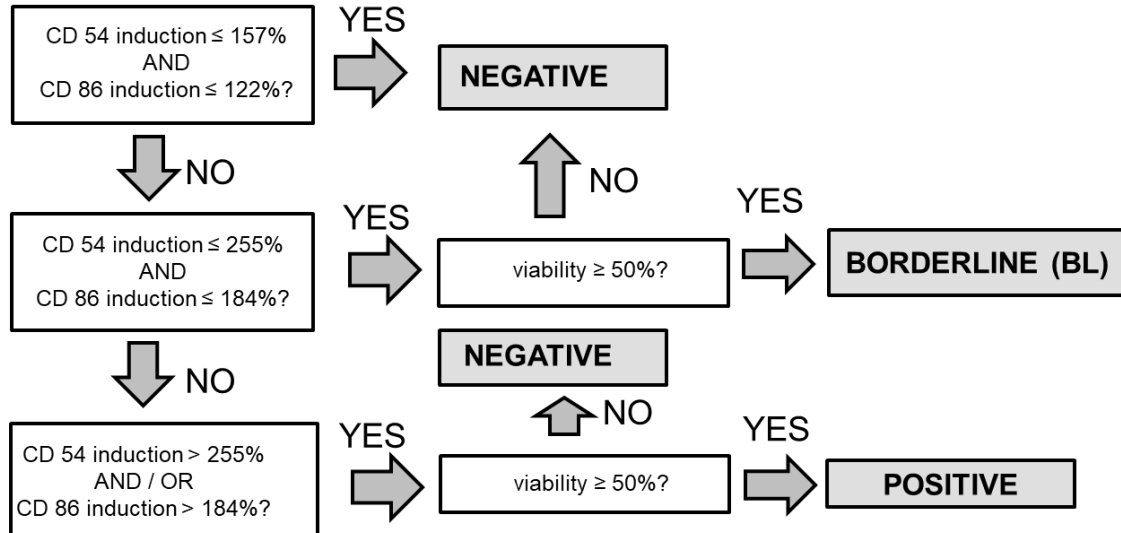 CD 54 induction ≤ 157%
AND
CD 86 induction ≤ 122%?
YES
NEGATIVE
NO
NO
CD 54 induction ≤ 255%
AND
CD 86 induction ≤ 184%?
YES
viability ≥ 50%?
YES
BORDERLINE (BL)
NEGATIVE
NO
NO
CD 54 induction > 255%
AND / OR
CD 86 induction > 184%?
YES
viability ≥ 50%?
YES
POSITIVE